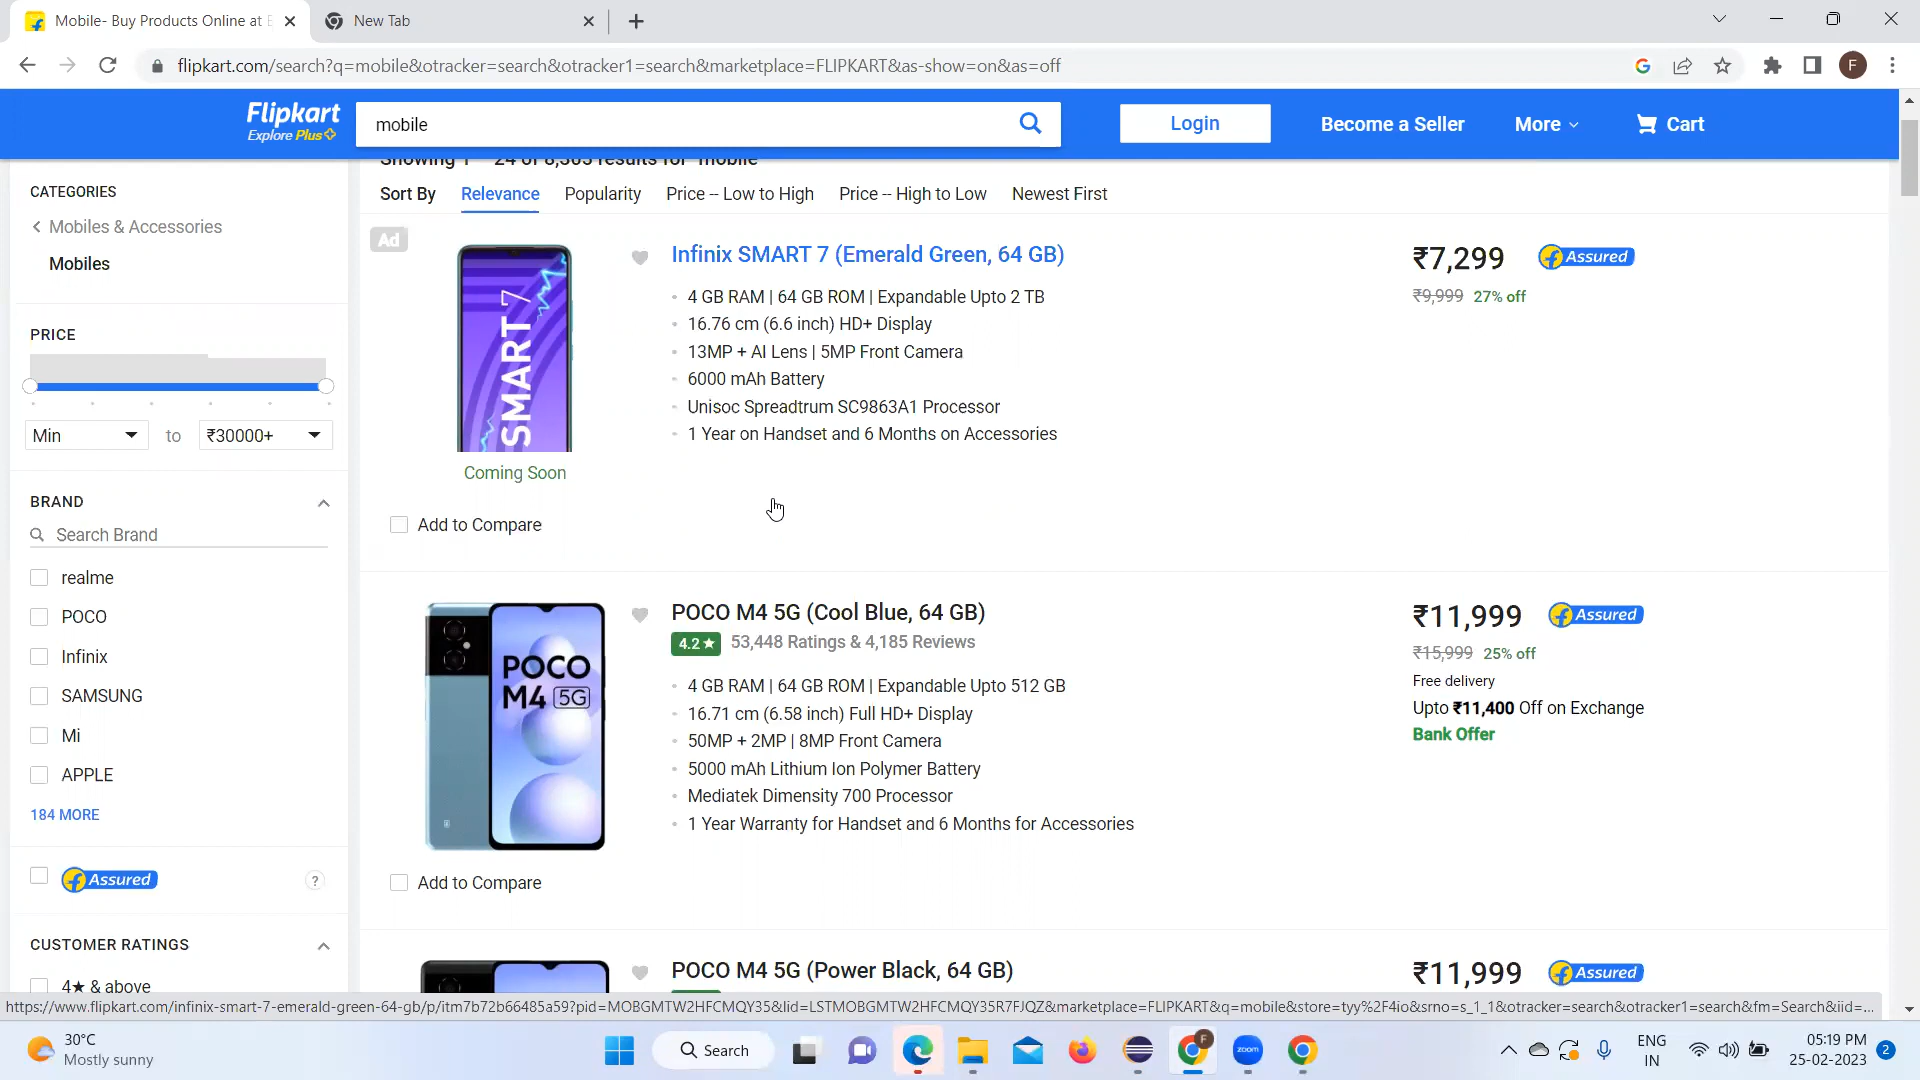 Mobile- Buy Products Online at
New Tab
flipkart.com/search?q=mobile&otracker=search&otracker1=search&marketplace=FLIPKART&as-show=on&as=off
F
Flipkart
Explore Plus
mobile
Login
Become a Seller
More
Cart
CATEGORIES
Mobiles & Accessories
Mobiles
PRICE
Min
to
₹30000+
BRAND
Search Brand
realme
POCO
Infinix
SAMSUNG
Mi
APPLE
184 MORE
Assured
?
CUSTOMER RATINGS
4★ & above
Showing 1 – 24 of 8,303 results for "mobile"
Sort By Relevance Popularity Price -- Low to High Price -- High to Low Newest First
Ad
SMART 7
Coming Soon
Add to Compare
Infinix SMART 7 (Emerald Green, 64 GB)
4 GB RAM | 64 GB ROM | Expandable Upto 2 TB
16.76 cm (6.6 inch) HD+ Display
13MP + AI Lens | 5MP Front Camera
6000 mAh Battery
Unisoc Spreadtrum SC9863A1 Processor
1 Year on Handset and 6 Months on Accessories
₹7,299 Assured
₹9,999 27% off
POCO
M4 5G
Add to Compare
POCO M4 5G (Cool Blue, 64 GB)
4.2★ 53,448 Ratings & 4,185 Reviews
4 GB RAM | 64 GB ROM | Expandable Upto 512 GB
16.71 cm (6.58 inch) Full HD+ Display
50MP + 2MP | 8MP Front Camera
5000 mAh Lithium Ion Polymer Battery
Mediatek Dimensity 700 Processor
1 Year Warranty for Handset and 6 Months for Accessories
₹11,999 Assured
₹15,999 25% off
Free delivery
Upto ₹11,400 Off on Exchange
Bank Offer
POCO M4 5G (Power Black, 64 GB)
₹11,999 Assured
https://www.flipkart.com/infinix-smart-7-emerald-green-64-gb/p/itm7b72b66485a59?pid=MOBGMTW2HFCMQY35&lid=LSTMOBGMTW2HFCMQY35R7FJQZ&marketplace=FLIPKART&q=mobile&store=tyy%2F4io&srno=s_1_1&otracker=search&otracker1=search&fm=Search&iid=...
30°C
Mostly sunny
Search
zoom
F
ENG
IN
05:19 PM
25-02-2023
2